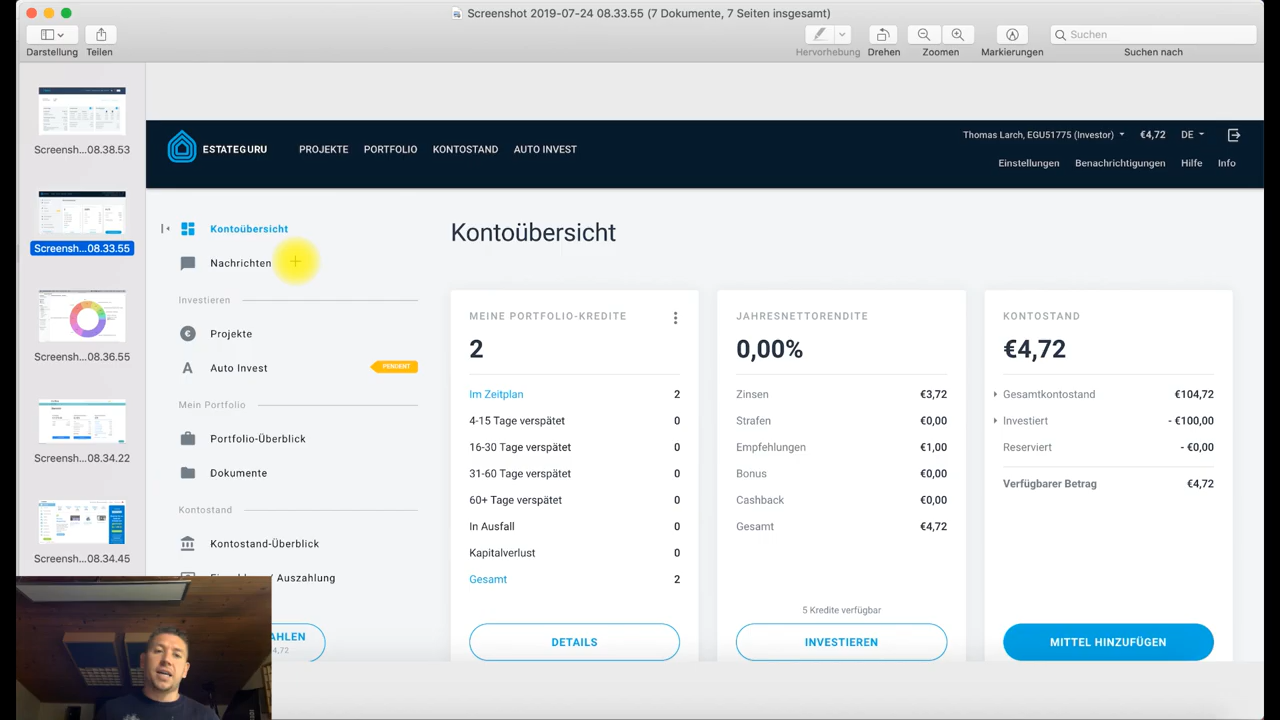 Screenshot 2019-07-24 08.33.55 (7 Dokumente, 7 Seiten insgesamt)
Suchen
Darstellung Teilen Hervorhebung Drehen Zoomen Markierungen Suchen nach
Screensh...08.38.53
Screensh...08.33.55
Screensh...08.36.55
Screensh...08.34.22
Screensh...08.34.45
ESTATEGURU PROJEKTE PORTFOLIO KONTOSTAND AUTO INVEST
Thomas Larch, EGU51775 (Investor) €4,72 DE
Einstellungen Benachrichtigungen Hilfe Info
Kontoübersicht
Nachrichten
Investieren
Projekte
Auto Invest PENDENT
Mein Portfolio
Portfolio-Überblick
Dokumente
Kontostand
Kontostand-Überblick
/ Auszahlung
AHLEN
4,72
Kontoübersicht
MEINE PORTFOLIO-KREDITE
2
Im Zeitplan 2
4-15 Tage verspätet 0
16-30 Tage verspätet 0
31-60 Tage verspätet 0
60+ Tage verspätet 0
In Ausfall 0
Kapitalverlust 0
Gesamt 2
DETAILS
JAHRESNETTORENDITE
0,00%
Zinsen €3,72
Strafen €0,00
Empfehlungen €1,00
Bonus €0,00
Cashback €0,00
Gesamt €4,72
5 Kredite verfügbar
INVESTIEREN
KONTOSTAND
€4,72
Gesamtkontostand €104,72
Investiert - €100,00
Reserviert - €0,00
Verfügbarer Betrag €4,72
MITTEL HINZUFÜGEN